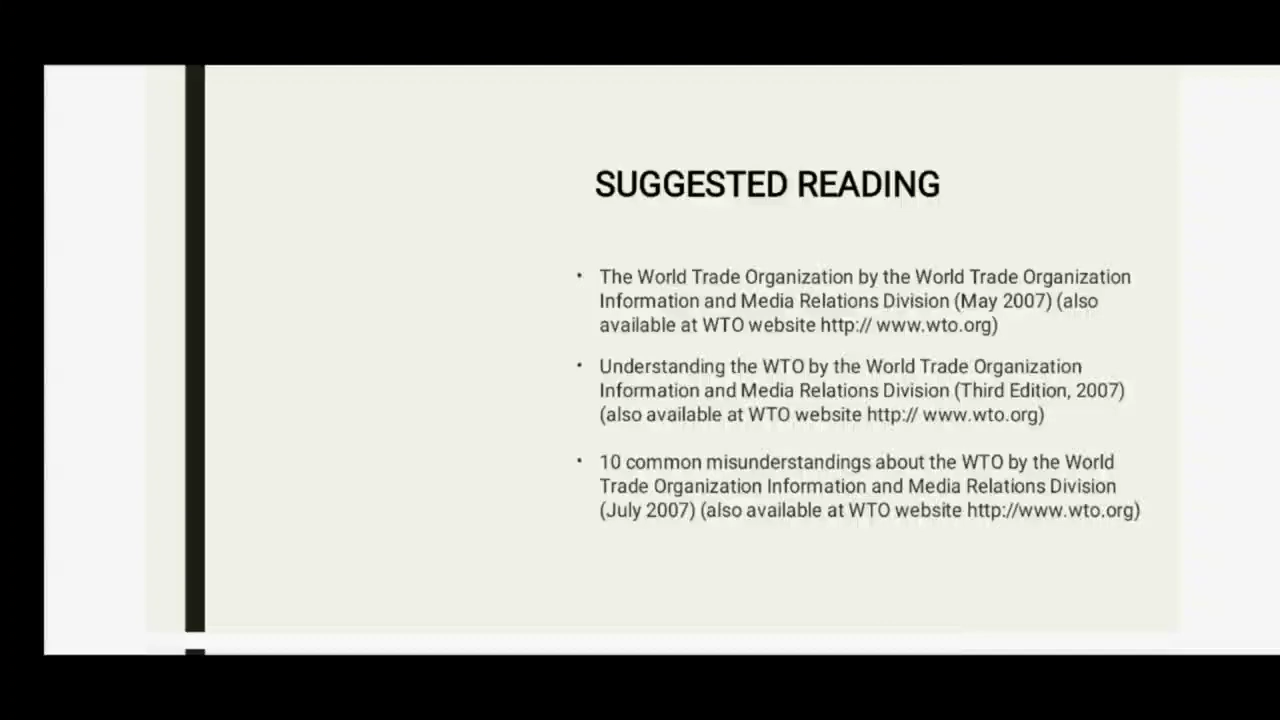 SUGGESTED READING
• The World Trade Organization by the World Trade Organization
Information and Media Relations Division (May 2007) (also
available at WTO website http:// www.wto.org)
• Understanding the WTO by the World Trade Organization
Information and Media Relations Division (Third Edition, 2007)
(also available at WTO website http:// www.wto.org)
• 10 common misunderstandings about the WTO by the World
Trade Organization Information and Media Relations Division
(July 2007) (also available at WTO website http://www.wto.org)